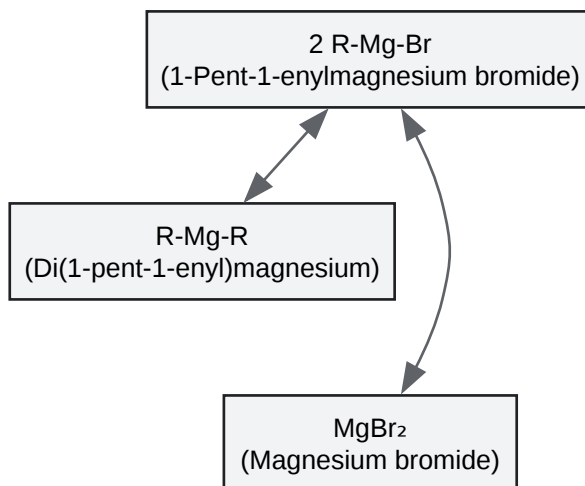 2 R-Mg-Br
(1-Pent-1-enylmagnesium bromide)
R-Mg-R
(Di(1-pent-1-enyl)magnesium)
MgBr₂
(Magnesium bromide)